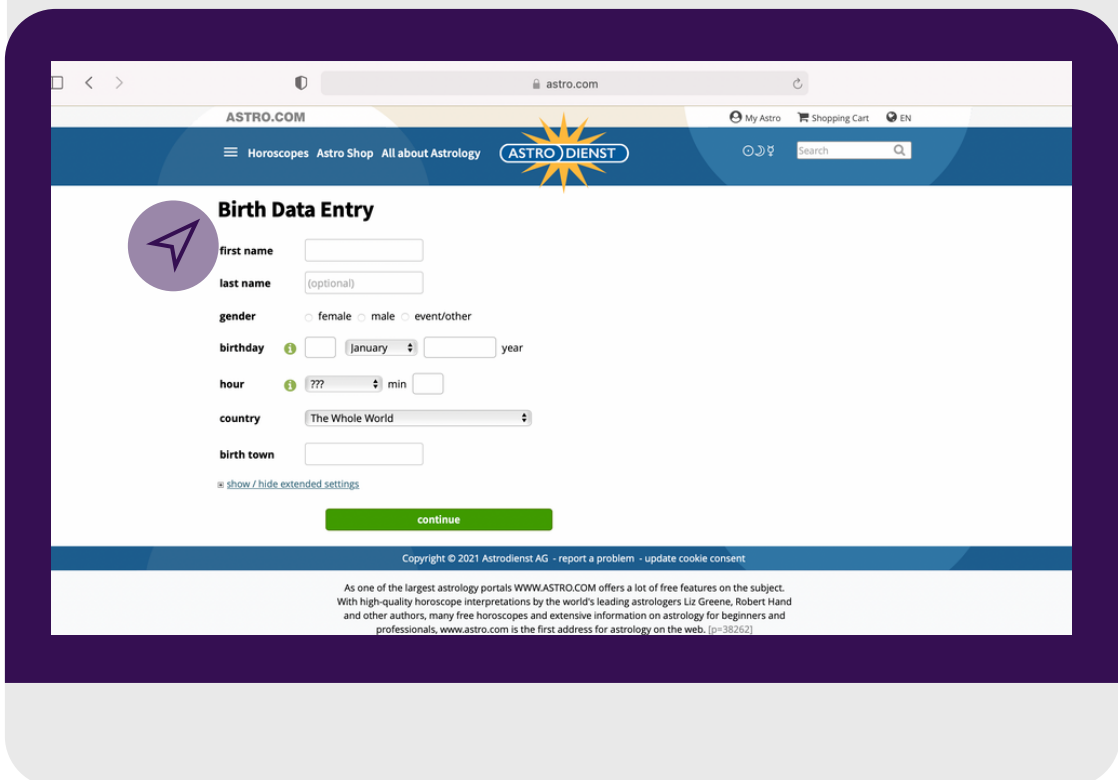 astro.com
ASTRO.COM My Astro Shopping Cart EN
Horoscopes Astro Shop All about Astrology ASTRO DIENST Search
Birth Data Entry
first name
last name (optional)
gender female male event/other
birthday January year
hour ??? min
country The Whole World
birth town
show / hide extended settings
continue
Copyright © 2021 Astrodienst AG - report a problem - update cookie consent
As one of the largest astrology portals WWW.ASTRO.COM offers a lot of free features on the subject.
With high-quality horoscope interpretations by the world's leading astrologers Liz Greene, Robert Hand
and other authors, many free horoscopes and extensive information on astrology for beginners and
professionals, www.astro.com is the first address for astrology on the web. [p=38262]